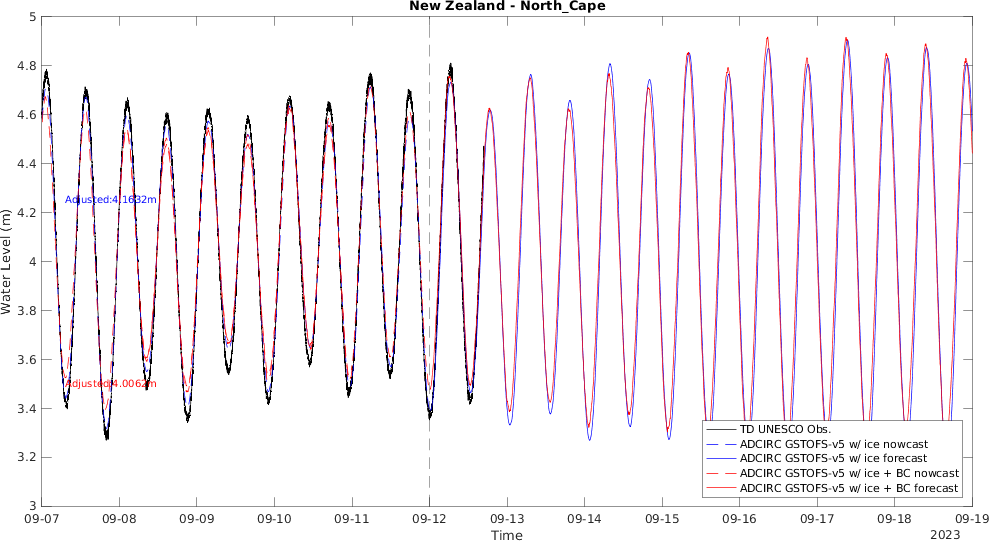 New Zealand - North_Cape
5
4.8
4.6
4.4
4.2
4
3.8
3.6
3.4
3.2
3
Water Level (m)
Adjusted:4.1632m
Adjusted:4.0062m
TD UNESCO Obs.
ADCIRC GSTOFS-v5 w/ ice nowcast
ADCIRC GSTOFS-v5 w/ ice forecast
ADCIRC GSTOFS-v5 w/ ice + BC nowcast
ADCIRC GSTOFS-v5 w/ ice + BC forecast
09-07 09-08 09-09 09-10 09-11 09-12 09-13 09-14 09-15 09-16 09-17 09-18 09-19
Time
2023